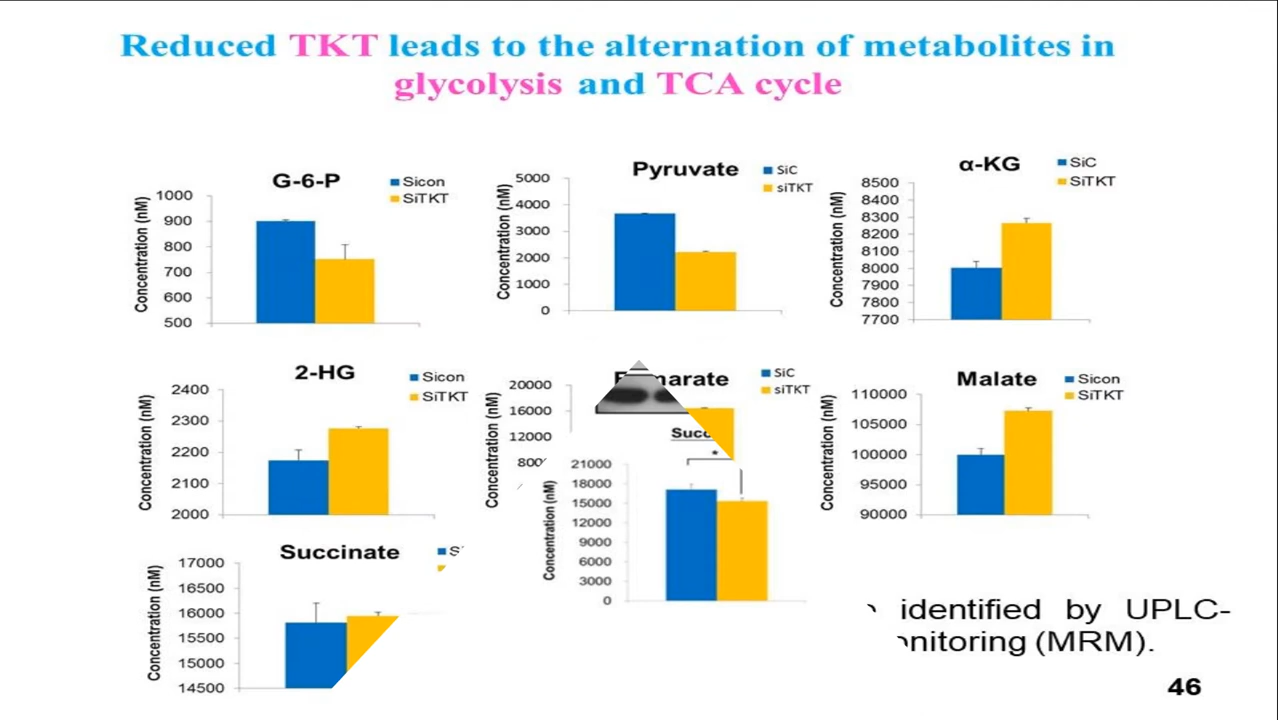 Reduced TKT leads to the alternation of metabolites in
glycolysis and TCA cycle
G-6-P
Sicon
SiTKT
Concentration (nM)
1000
900
800
700
600
500
Pyruvate
SiC
siTKT
Concentration (nM)
5000
4000
3000
2000
1000
0
α-KG
SiC
SiTKT
Concentration (nM)
8500
8400
8300
8200
8100
8000
7900
7800
7700
2-HG
Sicon
SiTKT
Concentration (nM)
2400
2300
2200
2100
2000
SiC
siTKT
Concentration (nM)
20000
16000
12000
*
Concentration (nM)
21000
18000
15000
12000
9000
6000
3000
0
Malate
Sicon
SiTKT
Concentration (nM)
110000
105000
100000
95000
90000
Succinate
Concentration (nM)
17000
16500
16000
15500
15000
14500
identified by UPLC-
(MRM).
46